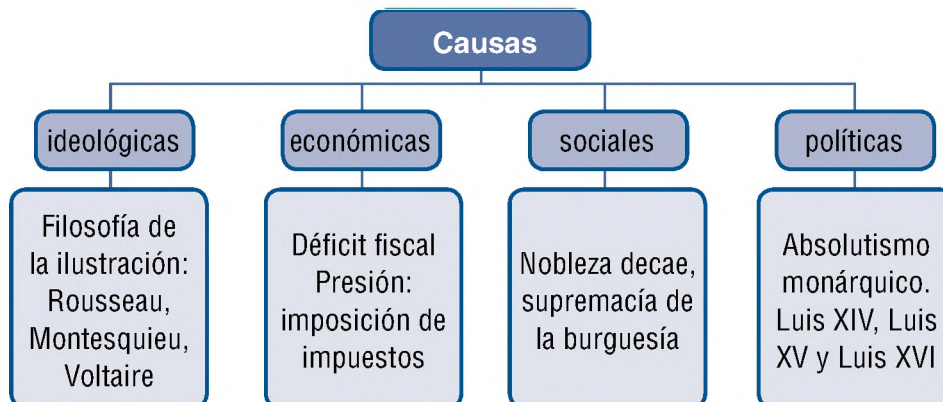 Causas
ideológicas
económicas
sociales
políticas
Filosofía de
la ilustración:
Rousseau,
Montesquieu,
Voltaire
Déficit fiscal
Presión:
imposición de
impuestos
Nobleza decae,
supremacía de
la burguesía
Absolutismo
monárquico.
Luis XIV, Luis
XV y Luis XVI